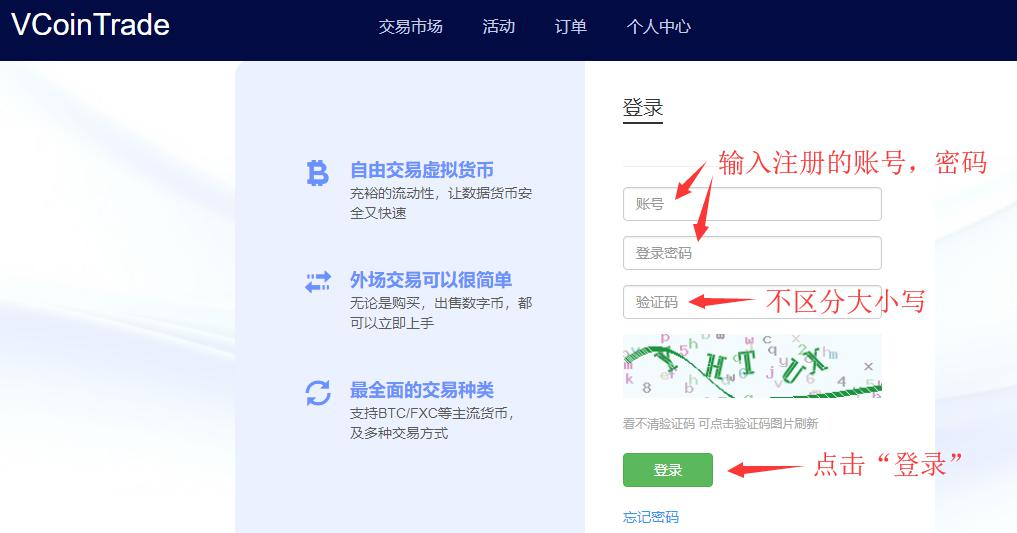 VCoinTrade
交易市场 活动 订单 个人中心
自由交易虚拟货币
充裕的流动性，让数据货币安
全又快速
外场交易可以很简单
无论是购买，出售数字币，都
可以立即上手
最全面的交易种类
支持BTC/FXC等主流货币，
及多种交易方式
登录
输入注册的账号，密码
账号
登录密码
验证码
不区分大小写
YHTUX
看不清验证码 可点击验证码图片刷新
登录
点击“登录”
忘记密码